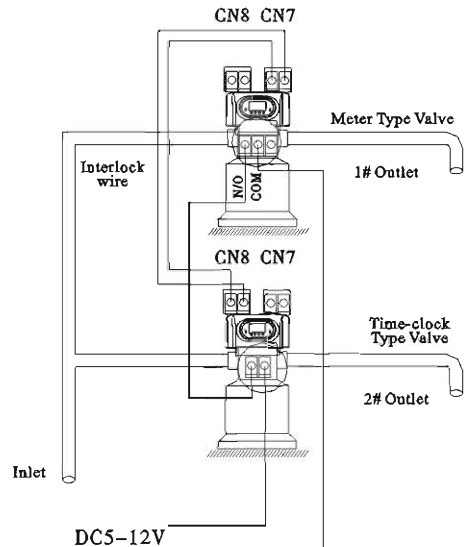 CN8 CN7
Meter Type Valve
Interlock
wire
N/O
COM
1# Outlet
CN8 CN7
Time-clock
Type Valve
2# Outlet
Inlet
DC5-12V